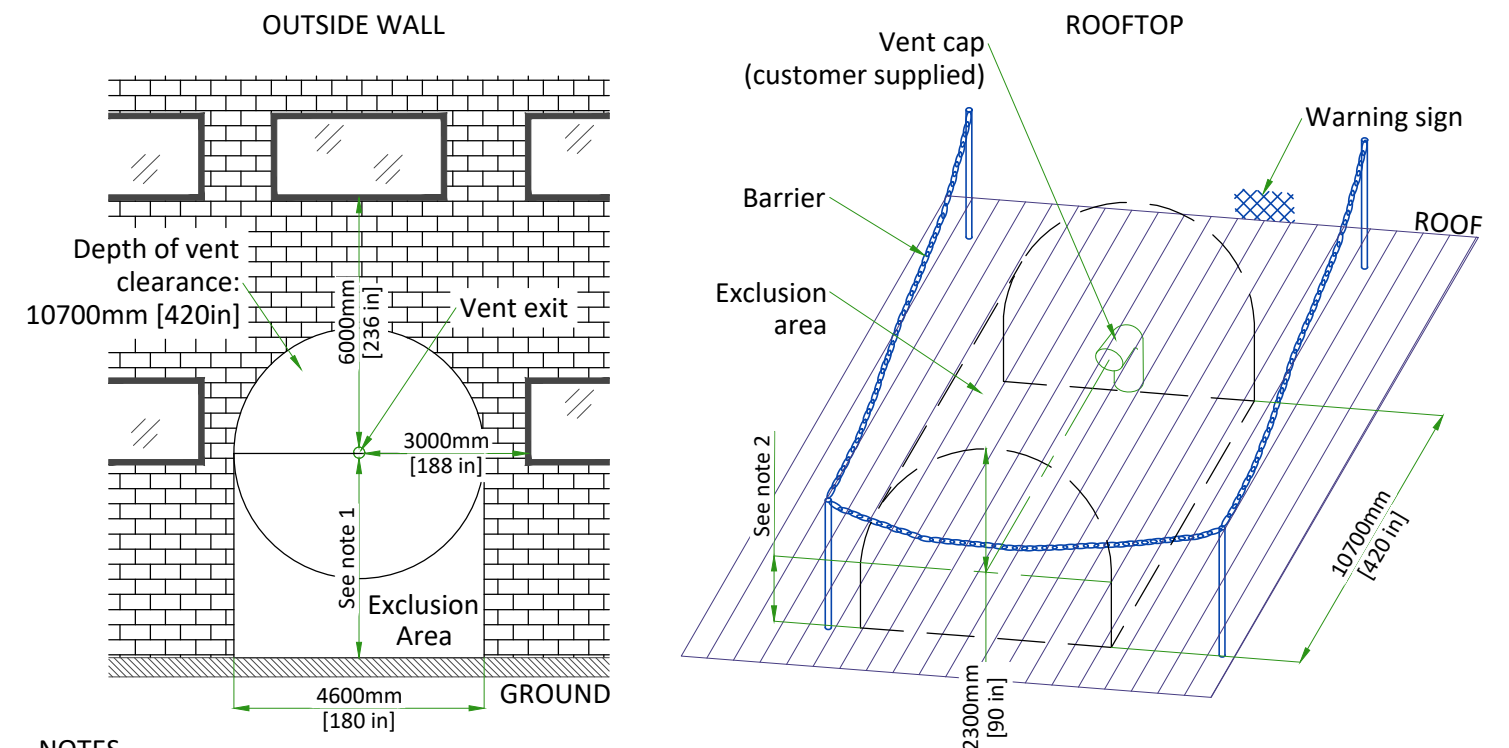 OUTSIDE WALL
Depth of vent
clearance:
10700mm [420in]
6000mm
[236 in]
Vent exit
3000mm
[188 in]
See note 1
Exclusion
Area
GROUND
4600mm
[180 in]
ROOFTOP
Vent cap
(customer supplied)
Warning sign
Barrier
ROOF
Exclusion
area
See note 2
10700mm
[420 in]
2300mm
[90 in]
NOTES